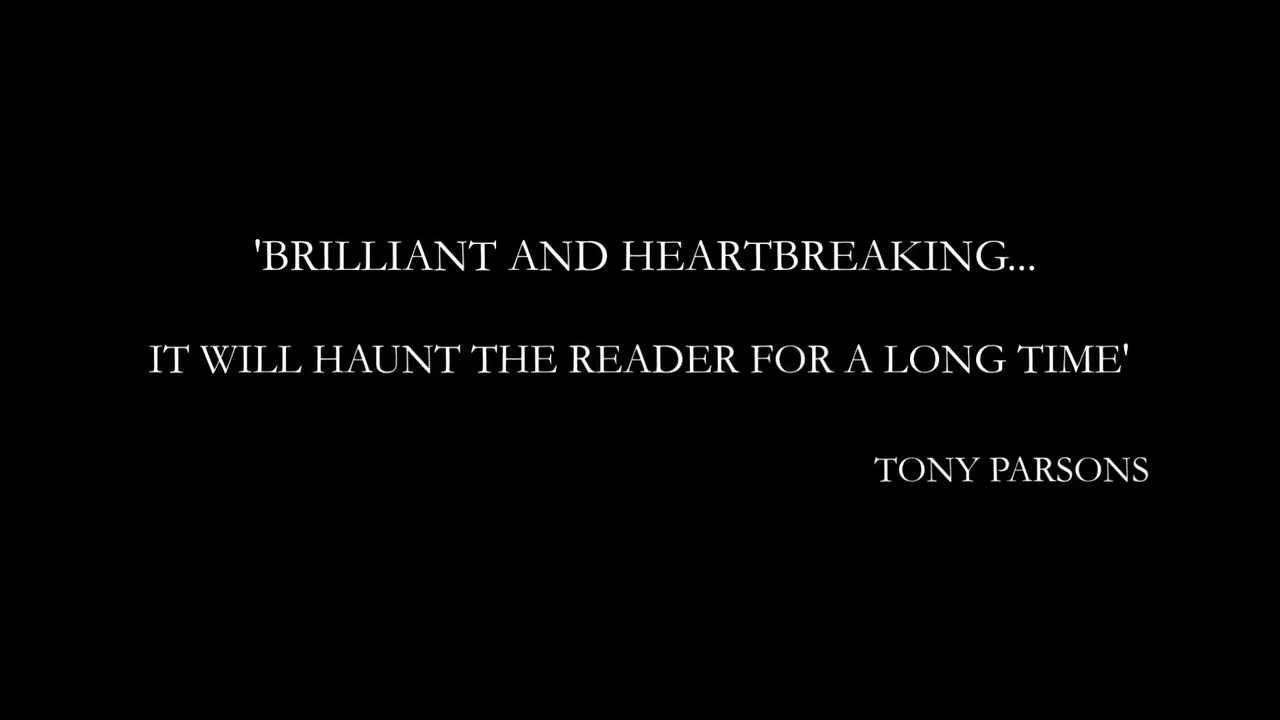 'BRILLIANT AND HEARTBREAKING...
IT WILL HAUNT THE READER FOR A LONG TIME'
TONY PARSONS